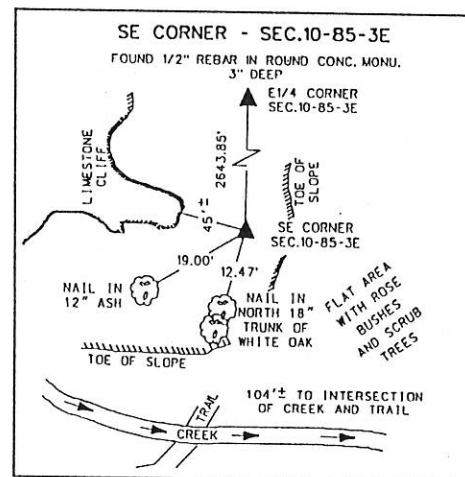 SE CORNER - SEC.10-85-3E
FOUND 1/2" REBAR IN ROUND CONC. MONU.
3" DEEP
E1/4 CORNER
SEC.10-85-3E
LIMESTONE
CLIFF
2643.85'
TOE OF
SLOPE
45'±
SE CORNER
SEC.10-85-3E
19.00'
12.47'
NAIL IN
12" ASH
NAIL IN
NORTH 18"
TRUNK OF
WHITE OAK
FLAT AREA
WITH ROSE
BUSHES
AND SCRUB
TREES
TOE OF SLOPE
104'± TO INTERSECTION
OF CREEK AND TRAIL
TRAIL
CREEK